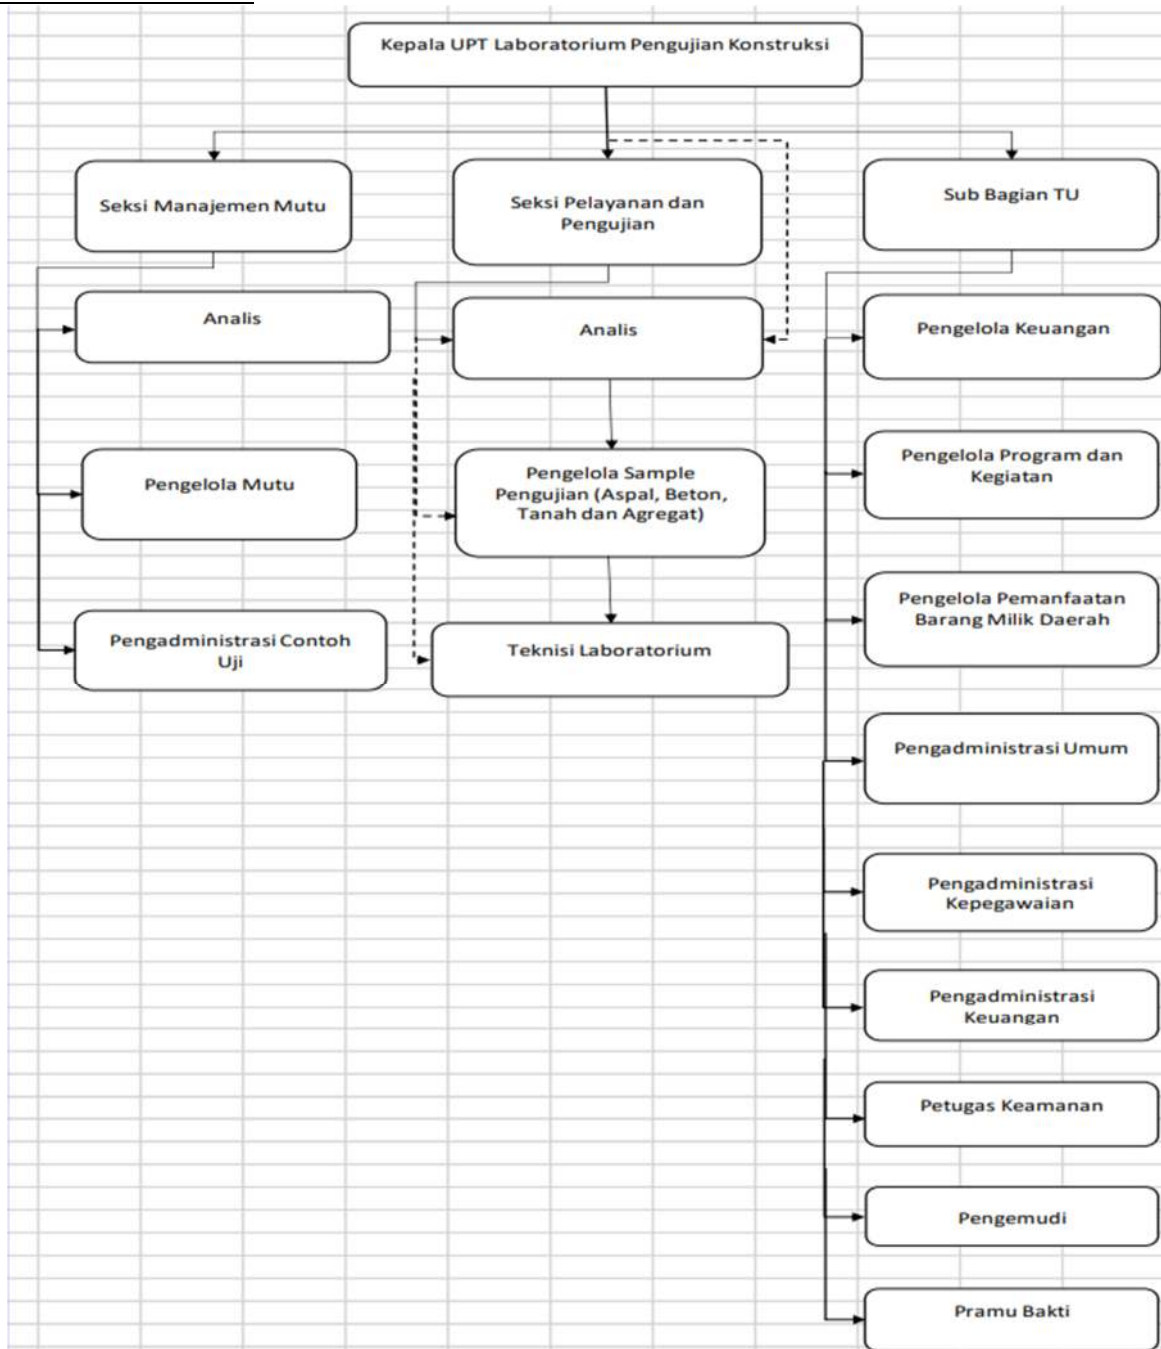 Kepala UPT Laboratorium Pengujian Konstruksi
Seksi Manajemen Mutu
Seksi Pelayanan dan
Pengujian
Sub Bagian TU
Analis
Analis
Pengelola Keuangan
Pengelola Mutu
Pengelola Sample
Pengujian (Aspal, Beton,
Tanah dan Agregat)
Pengelola Program dan
Kegiatan
Pengadministrasi Contoh
Uji
Teknisi Laboratorium
Pengelola Pemanfaatan
Barang Milik Daerah
Pengadministrasi Umum
Pengadministrasi
Kepegawaian
Pengadministrasi
Keuangan
Petugas Keamanan
Pengemudi
Pramu Bakti